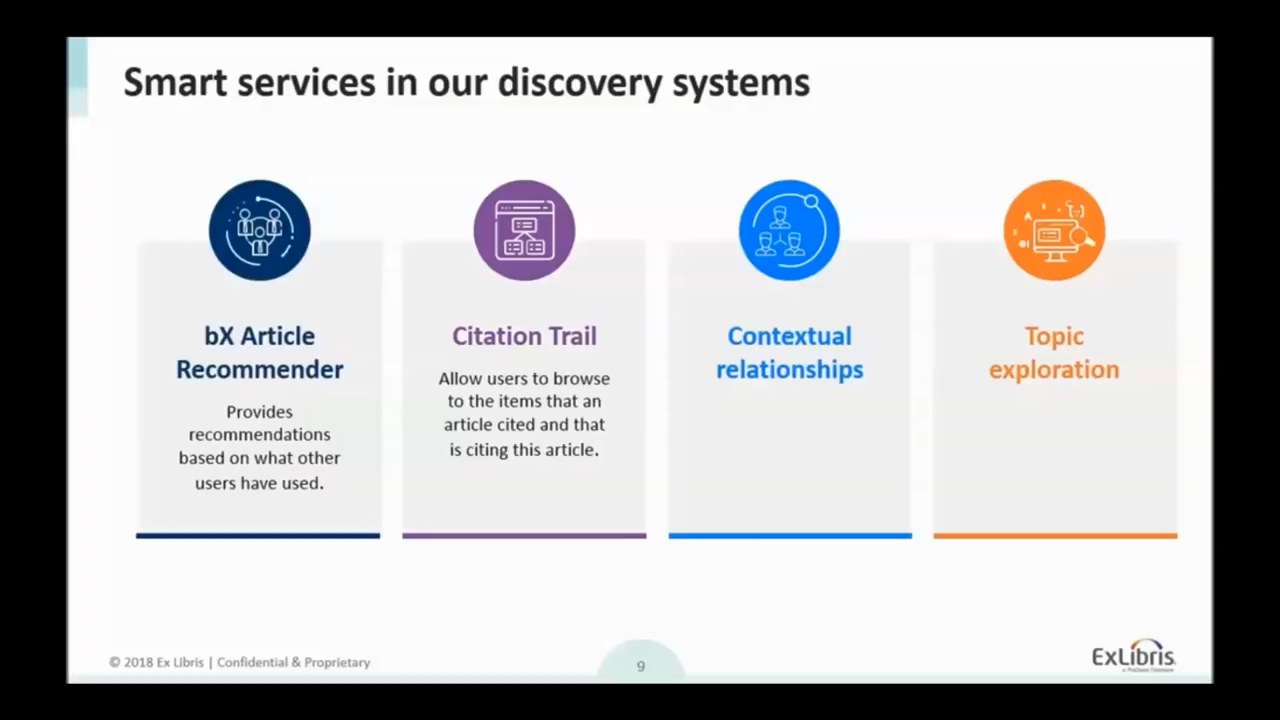 Smart services in our discovery systems
bX Article
Recommender
Provides
recommendations
based on what other
users have used.
Citation Trail
Allow users to browse
to the items that an
article cited and that
is citing this article.
Contextual
relationships
Topic
exploration
© 2018 Ex Libris | Confidential & Proprietary
9
ExLibris